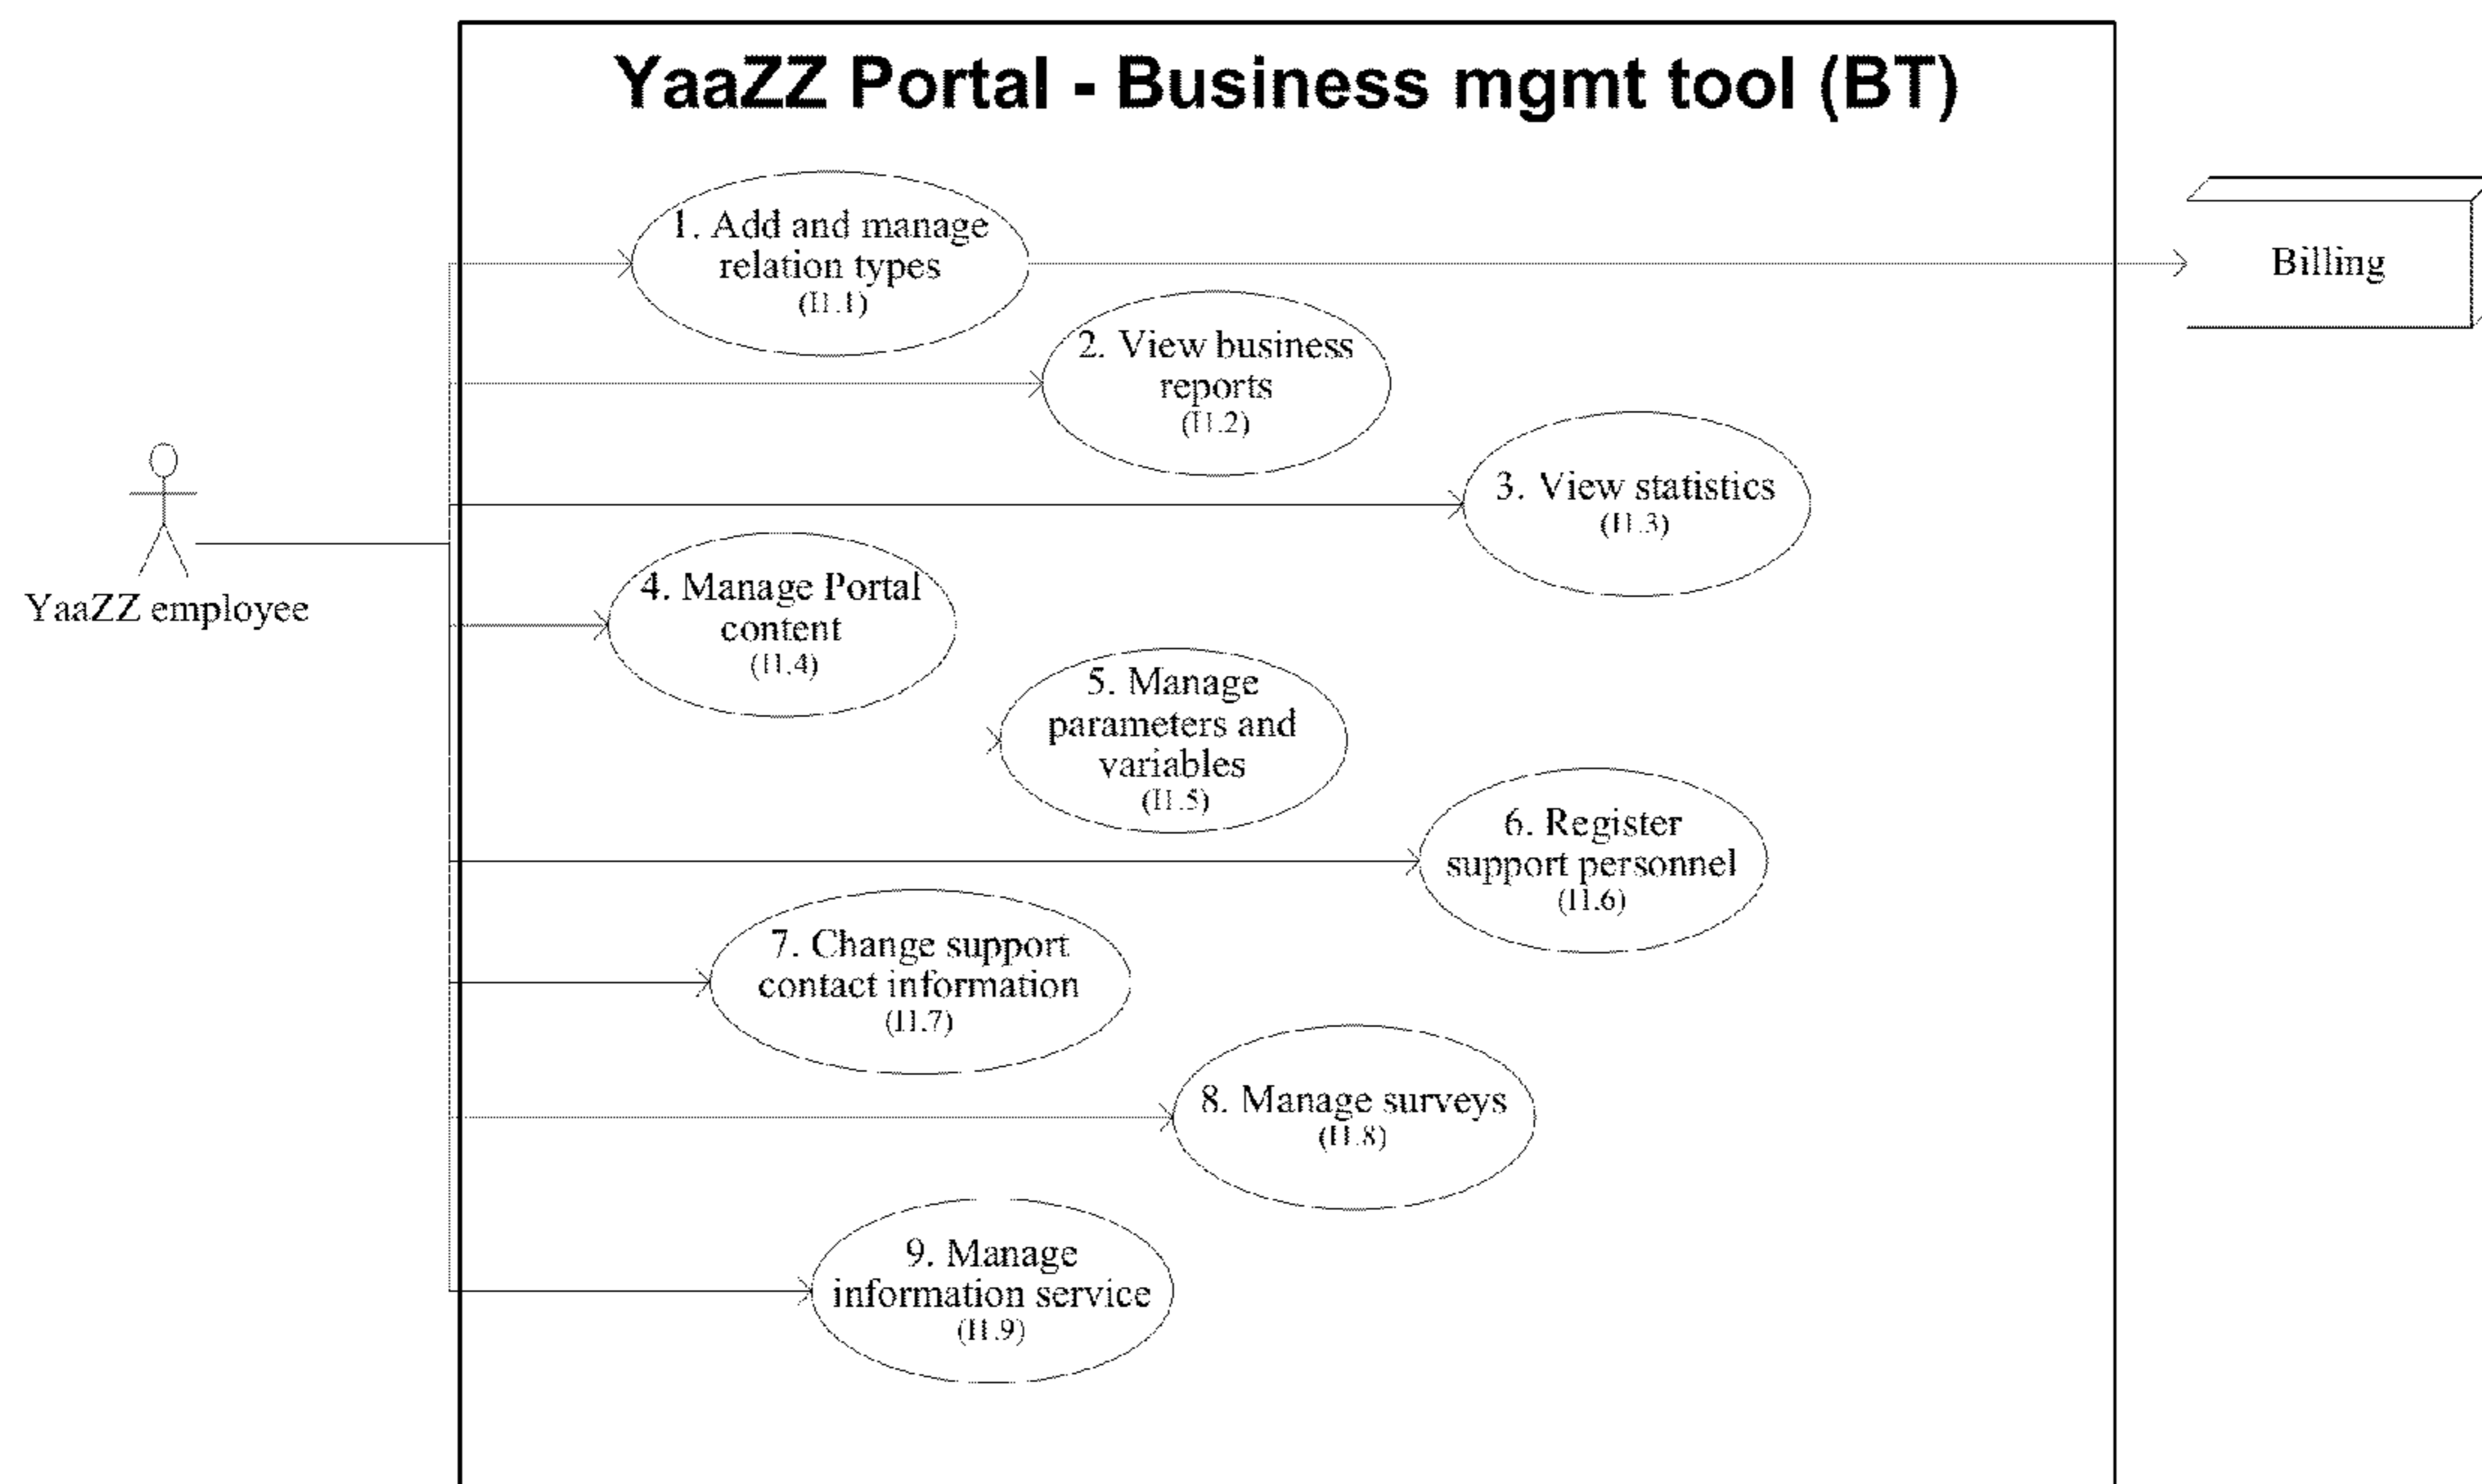 YaaZZ Portal - Business mgmt tool (BT)
1. Add and manage
relation types
(II.1)
Billing
2. View business
reports
(II.2)
3. View statistics
(II.3)
YaaZZ employee
4. Manage Portal
content
(II.4)
5. Manage
parameters and
variables
(II.5)
6. Register
support personnel
(II.6)
7. Change support
contact information
(II.7)
8. Manage surveys
(II.8)
9. Manage
information service
(II.9)